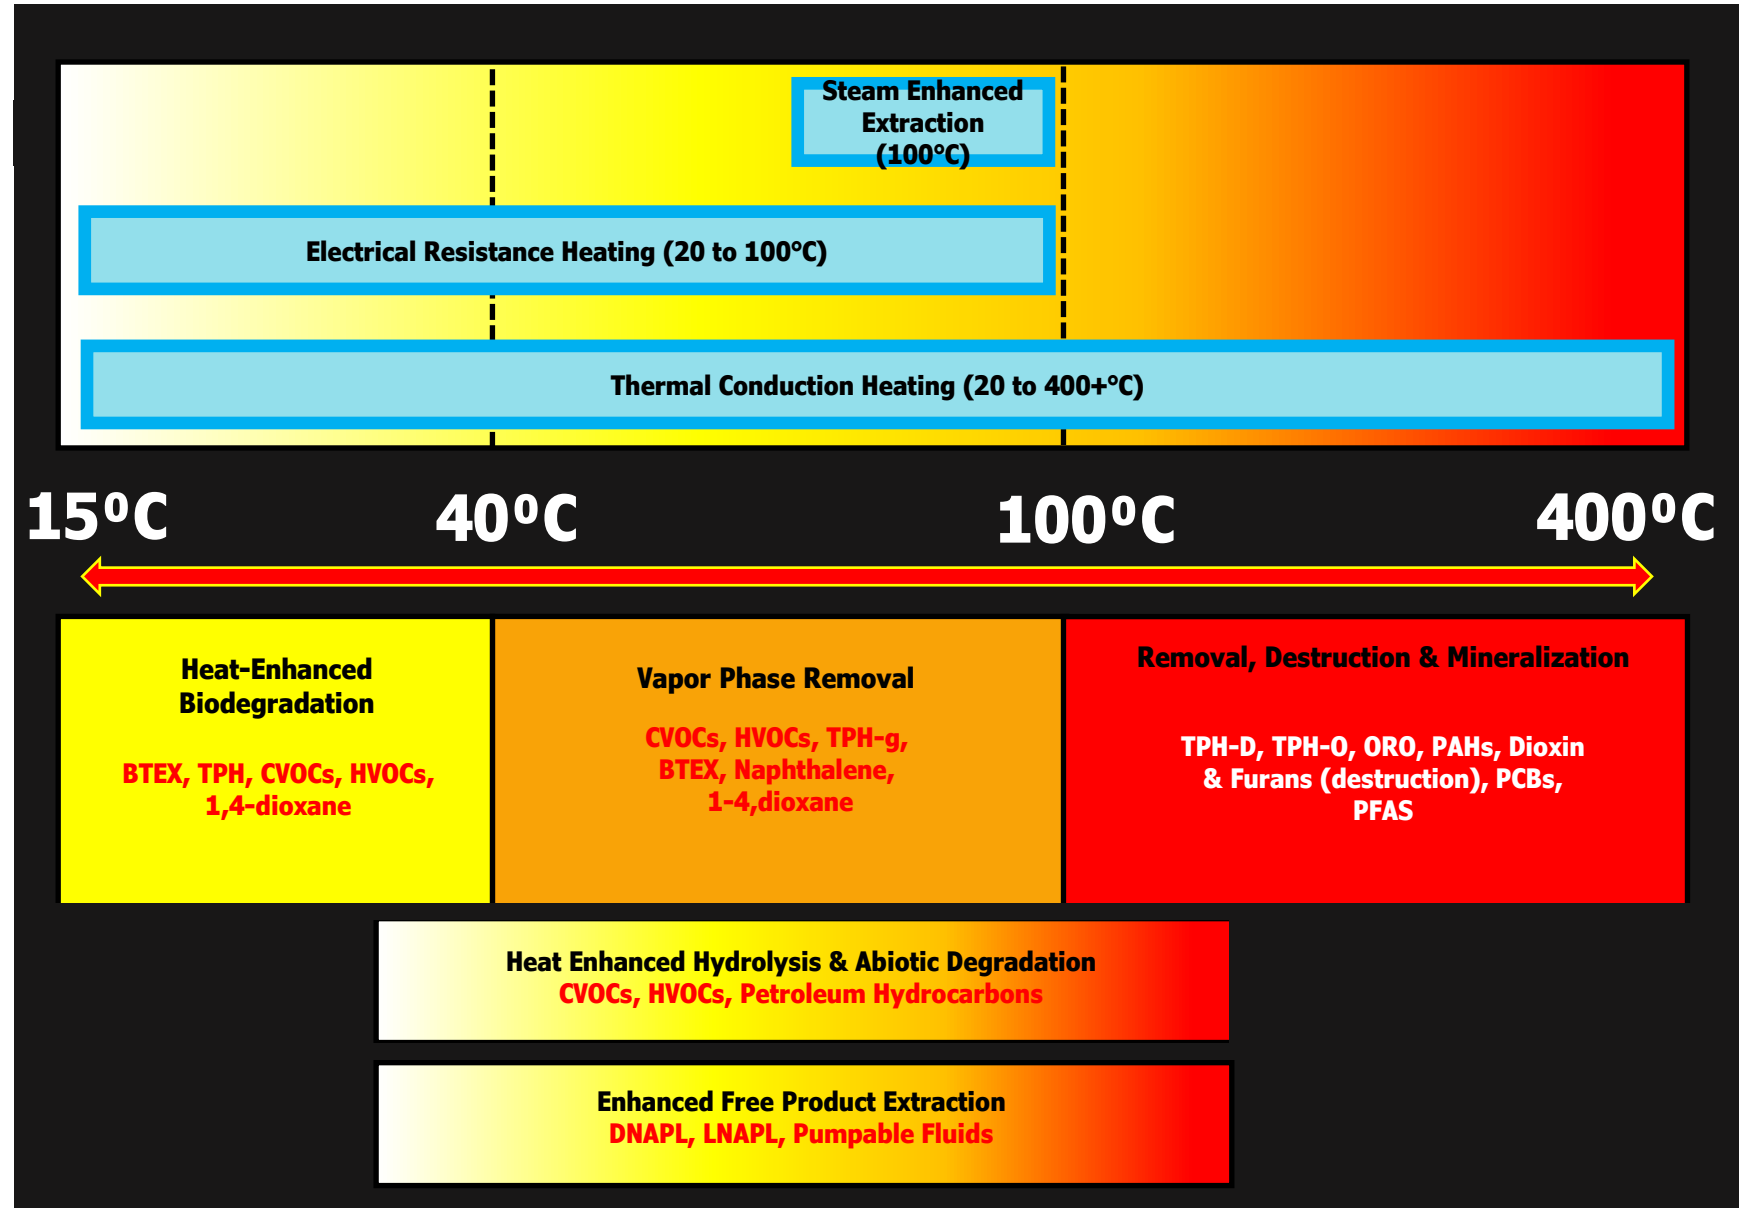 Steam Enhanced
Extraction
(100°C)
Electrical Resistance Heating (20 to 100°C)
Thermal Conduction Heating (20 to 400+°C)
15⁰C
40⁰C
100⁰C
400⁰C
Heat-Enhanced
Biodegradation
BTEX, TPH, CVOCs, HVOCs,
1,4-dioxane
Vapor Phase Removal
CVOCs, HVOCs, TPH-g,
BTEX, Naphthalene,
1-4,dioxane
Removal, Destruction & Mineralization
TPH-D, TPH-O, ORO, PAHs, Dioxin
& Furans (destruction), PCBs,
PFAS
Heat Enhanced Hydrolysis & Abiotic Degradation
CVOCs, HVOCs, Petroleum Hydrocarbons
Enhanced Free Product Extraction
DNAPL, LNAPL, Pumpable Fluids